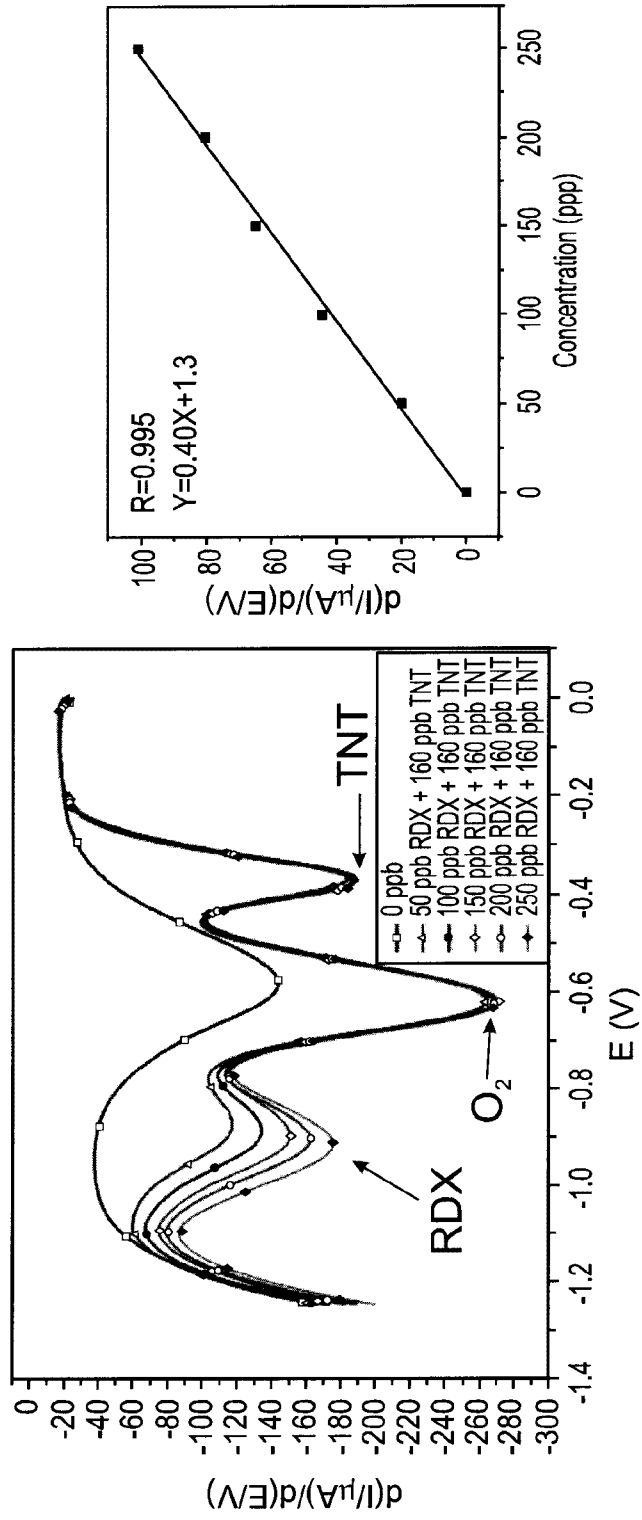 0
-20
-40
-60
-80
-100
-120
-140
-160
-180
-200
-220
-240
-260
-280
-300
d(I/μA)/d(E/V)
-1.4
-1.2
-1.0
-0.8
-0.6
-0.4
-0.2
0.0
E (V)
RDX
O2
TNT
0 ppb
50 ppb RDX + 160 ppb TNT
100 ppb RDX + 160 ppb TNT
150 ppb RDX + 160 ppb TNT
200 ppb RDX + 160 ppb TNT
250 ppb RDX + 160 ppb TNT
100
80
60
40
20
0
d(I/μA)/d(E/V)
R=0.995
Y=0.40X+1.3
0
50
100
150
200
250
Concentration (ppp)